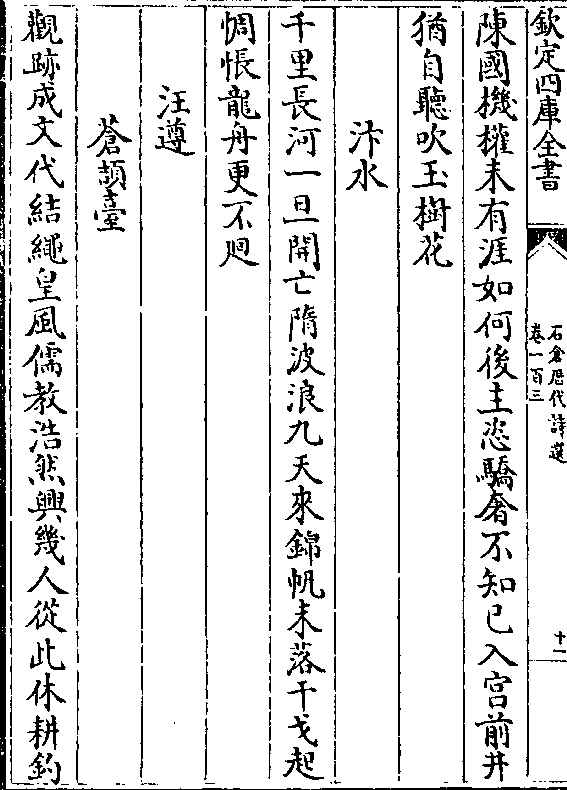 欽定四庫全書
石倉歷代詩選
卷一百三
十一
陳國機權未有涯如何後主恣驕奢不知已入宫前井
猶自聽吹玉樹花
汴水
千里長河一旦開亡隋波浪九天來錦帆未落干戈起
惆悵龍舟更不廻
汪遵
蒼頡臺
觀跡成文代結繩皇風儒教浩然興幾人從此休耕釣